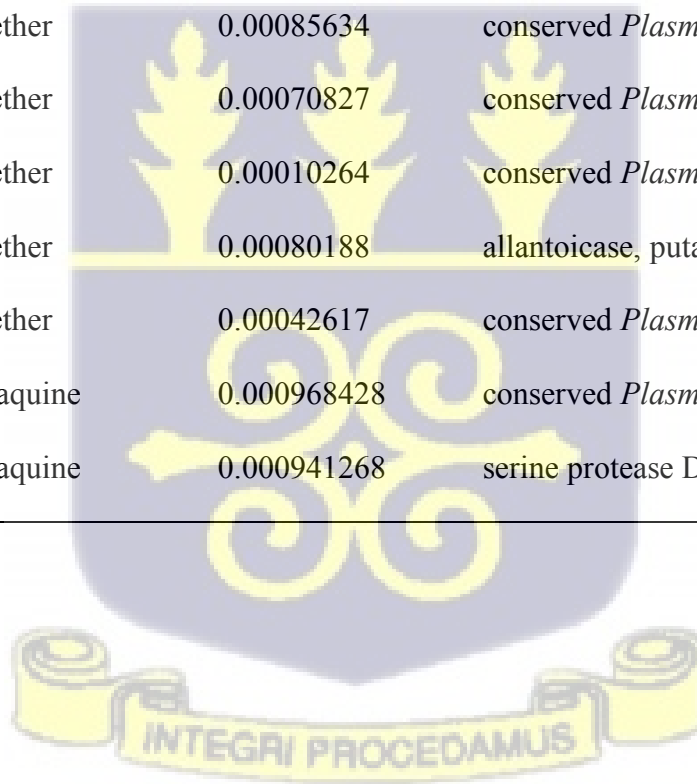 ether 0.00085634 conserved Plasm
ether 0.00070827 conserved Plasm
ether 0.00010264 conserved Plasm
ether 0.00080188 allantoicase, puta
ether 0.00042617 conserved Plasm
aquine 0.000968428 conserved Plasm
aquine 0.000941268 serine protease D
INTEGRI PROCEDAMUS